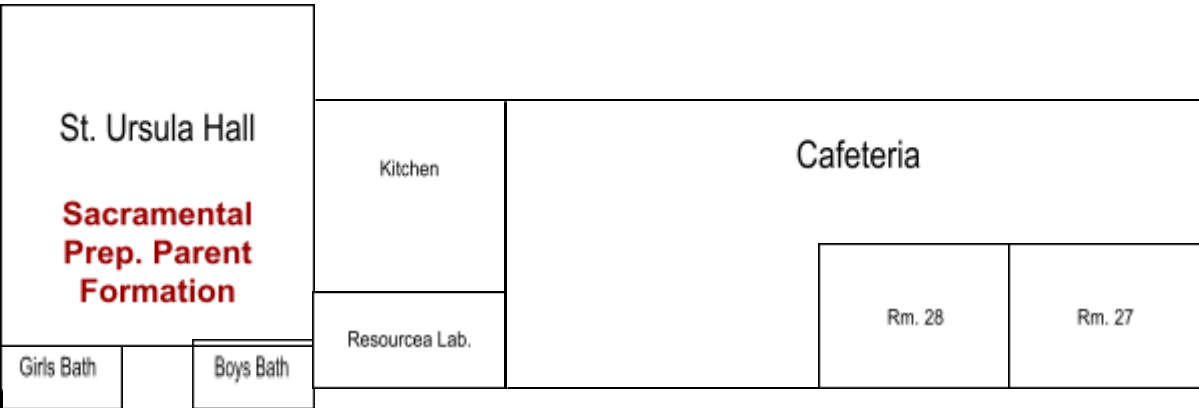 St. Ursula Hall
Sacramental
Prep. Parent
Formation
Girls Bath
Boys Bath
Kitchen
Resourcea Lab.
Cafeteria
Rm. 28
Rm. 27